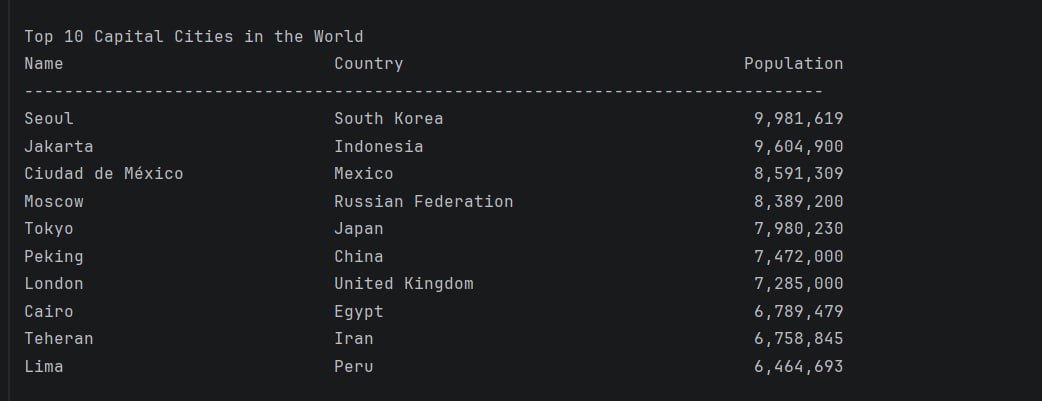 Top 10 Capital Cities in the World
Name Country Population
--------------------------------------------------------------------------------
Seoul South Korea 9,981,619
Jakarta Indonesia 9,604,900
Ciudad de México Mexico 8,591,309
Moscow Russian Federation 8,389,200
Tokyo Japan 7,980,230
Peking China 7,472,000
London United Kingdom 7,285,000
Cairo Egypt 6,789,479
Teheran Iran 6,758,845
Lima Peru 6,464,693